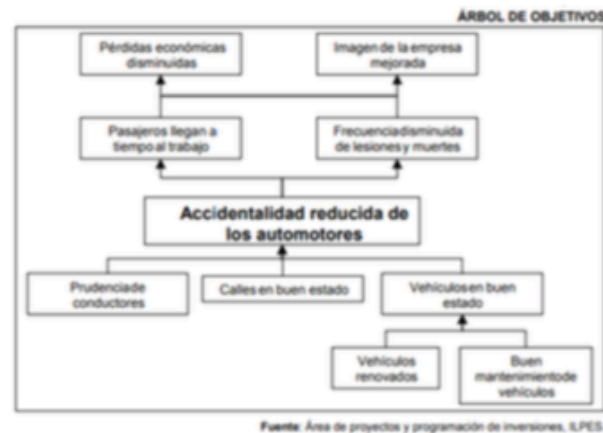 ÁRBOL DE OBJETIVOS
Pérdidas económicas
disminuidas
Imagen de la empresa
mejorada
Pasajeros llegan a
tiempo al trabajo
Frecuencia disminuida
de lesiones y muertes
Accidentalidad reducida de
los automotores
Prudencia de
conductores
Calles en buen estado
Vehículos en buen
estado
Vehículos
renovados
Buen
mantenimiento de
vehículos
Fuente: Área de proyectos y programación de inversiones, ILPES